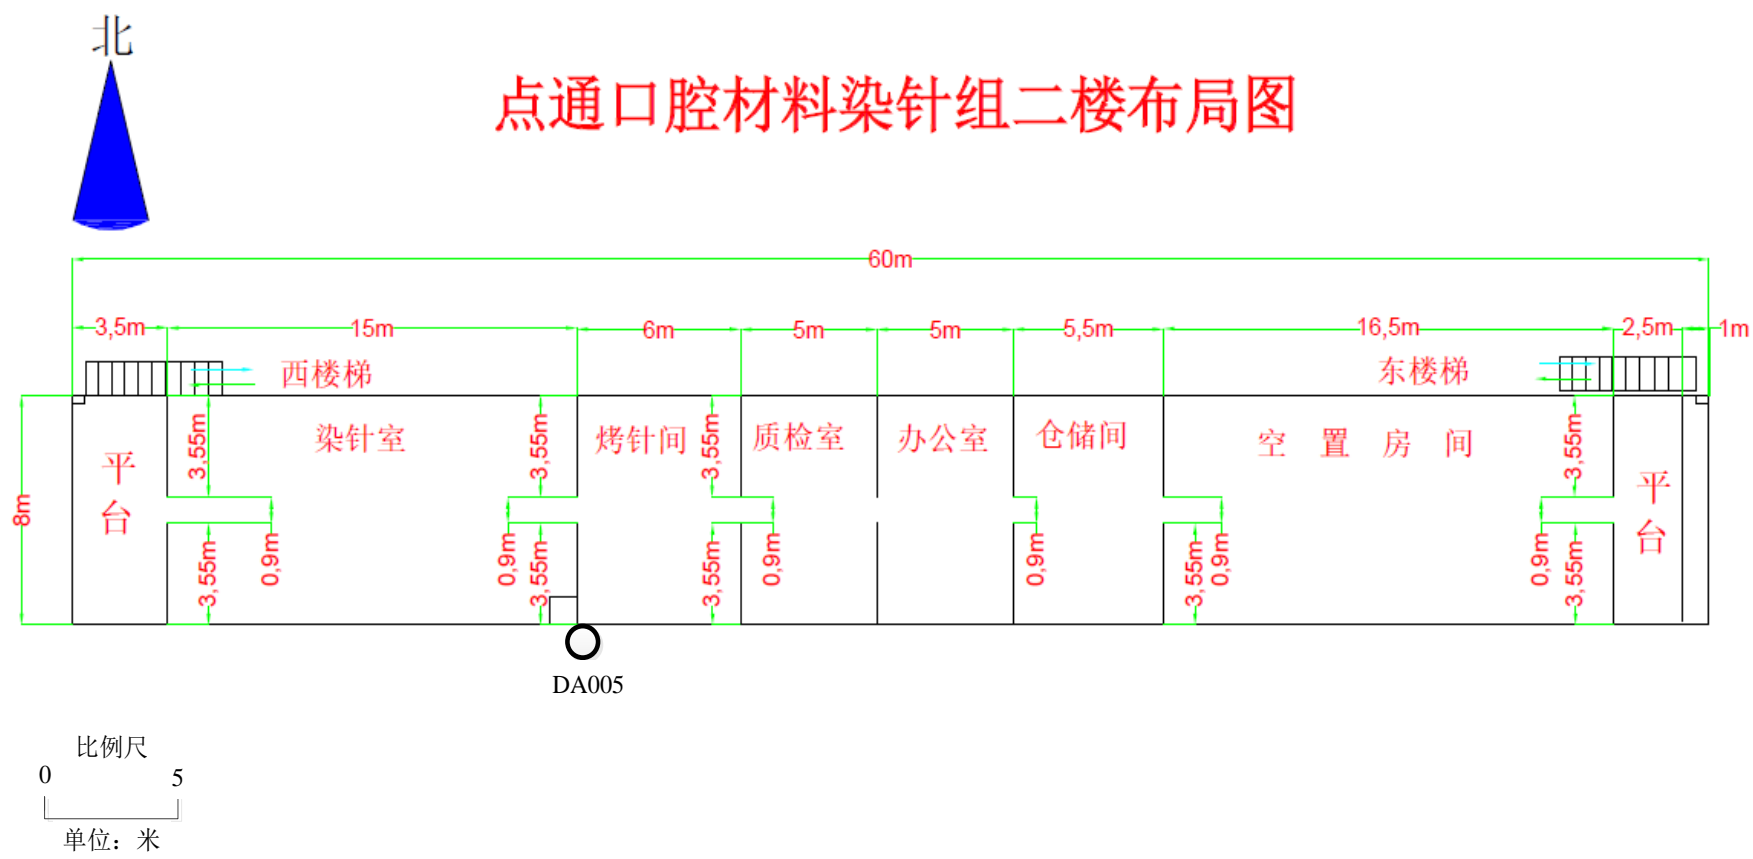 北
点通口腔材料染针组二楼布局图
60m
3,5m
15m
6m
5m
5m
5,5m
16,5m
2,5m
1m
西楼梯
东楼梯
8m
平台
3,55m
染针室
3,55m
烤针间
3,55m
质检室
办公室
仓储间
空置房间
3,55m
平台
3,55m
0,9m
0,9m
3,55m
3,55m
0,9m
0,9m
3,55m
0,9m
0,9m
3,55m
DA005
比例尺
0 5
单位：米